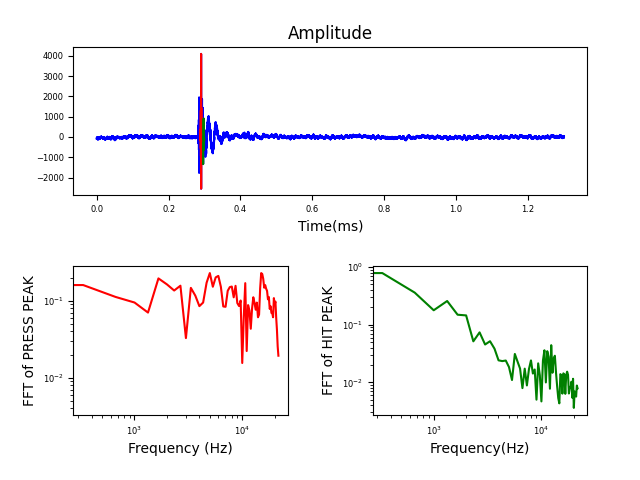 Amplitude
4000
3000
2000
1000
0
−1000
−2000
0.0 0.2 0.4 0.6 0.8 1.0 1.2
Time(ms)
FFT of PRESS PEAK
10⁻¹
10⁻²
10³ 10⁴
Frequency (Hz)
FFT of HIT PEAK
10⁰
10⁻¹
10⁻²
10³ 10⁴
Frequency(Hz)